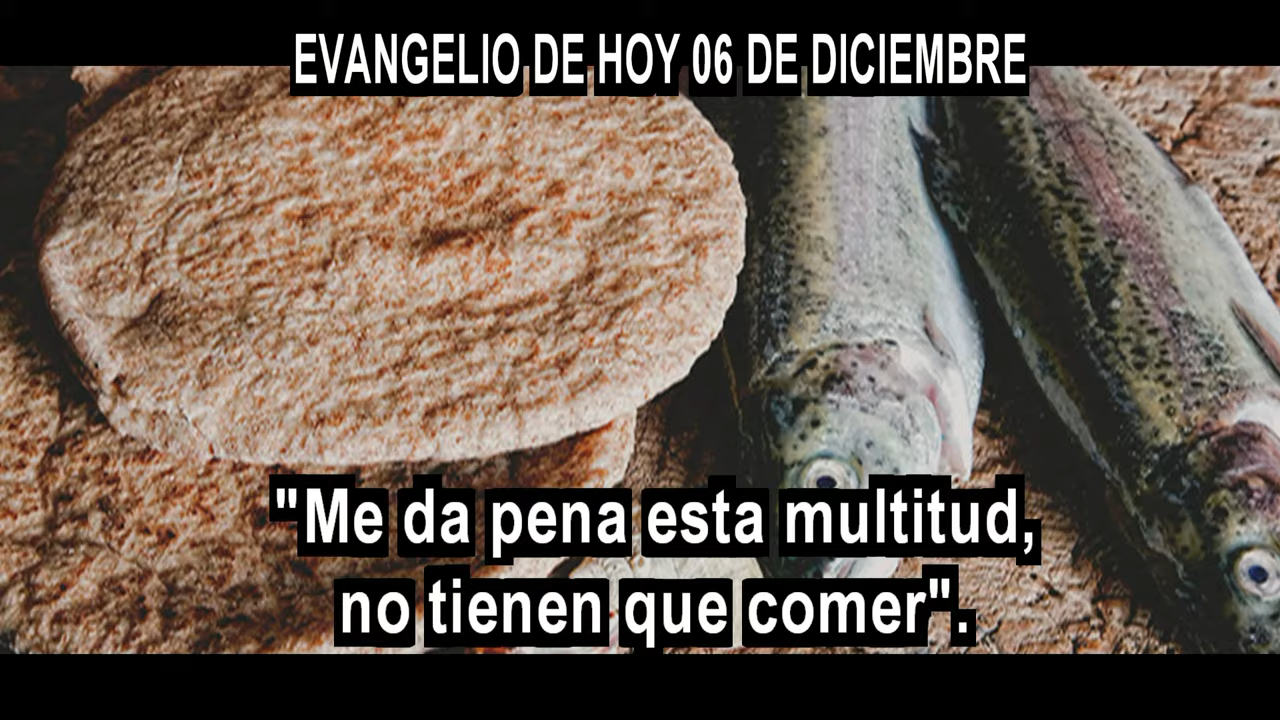 EVANGELIO DE HOY 06 DE DICIEMBRE
"Me da pena esta multitud,
no tienen que comer".